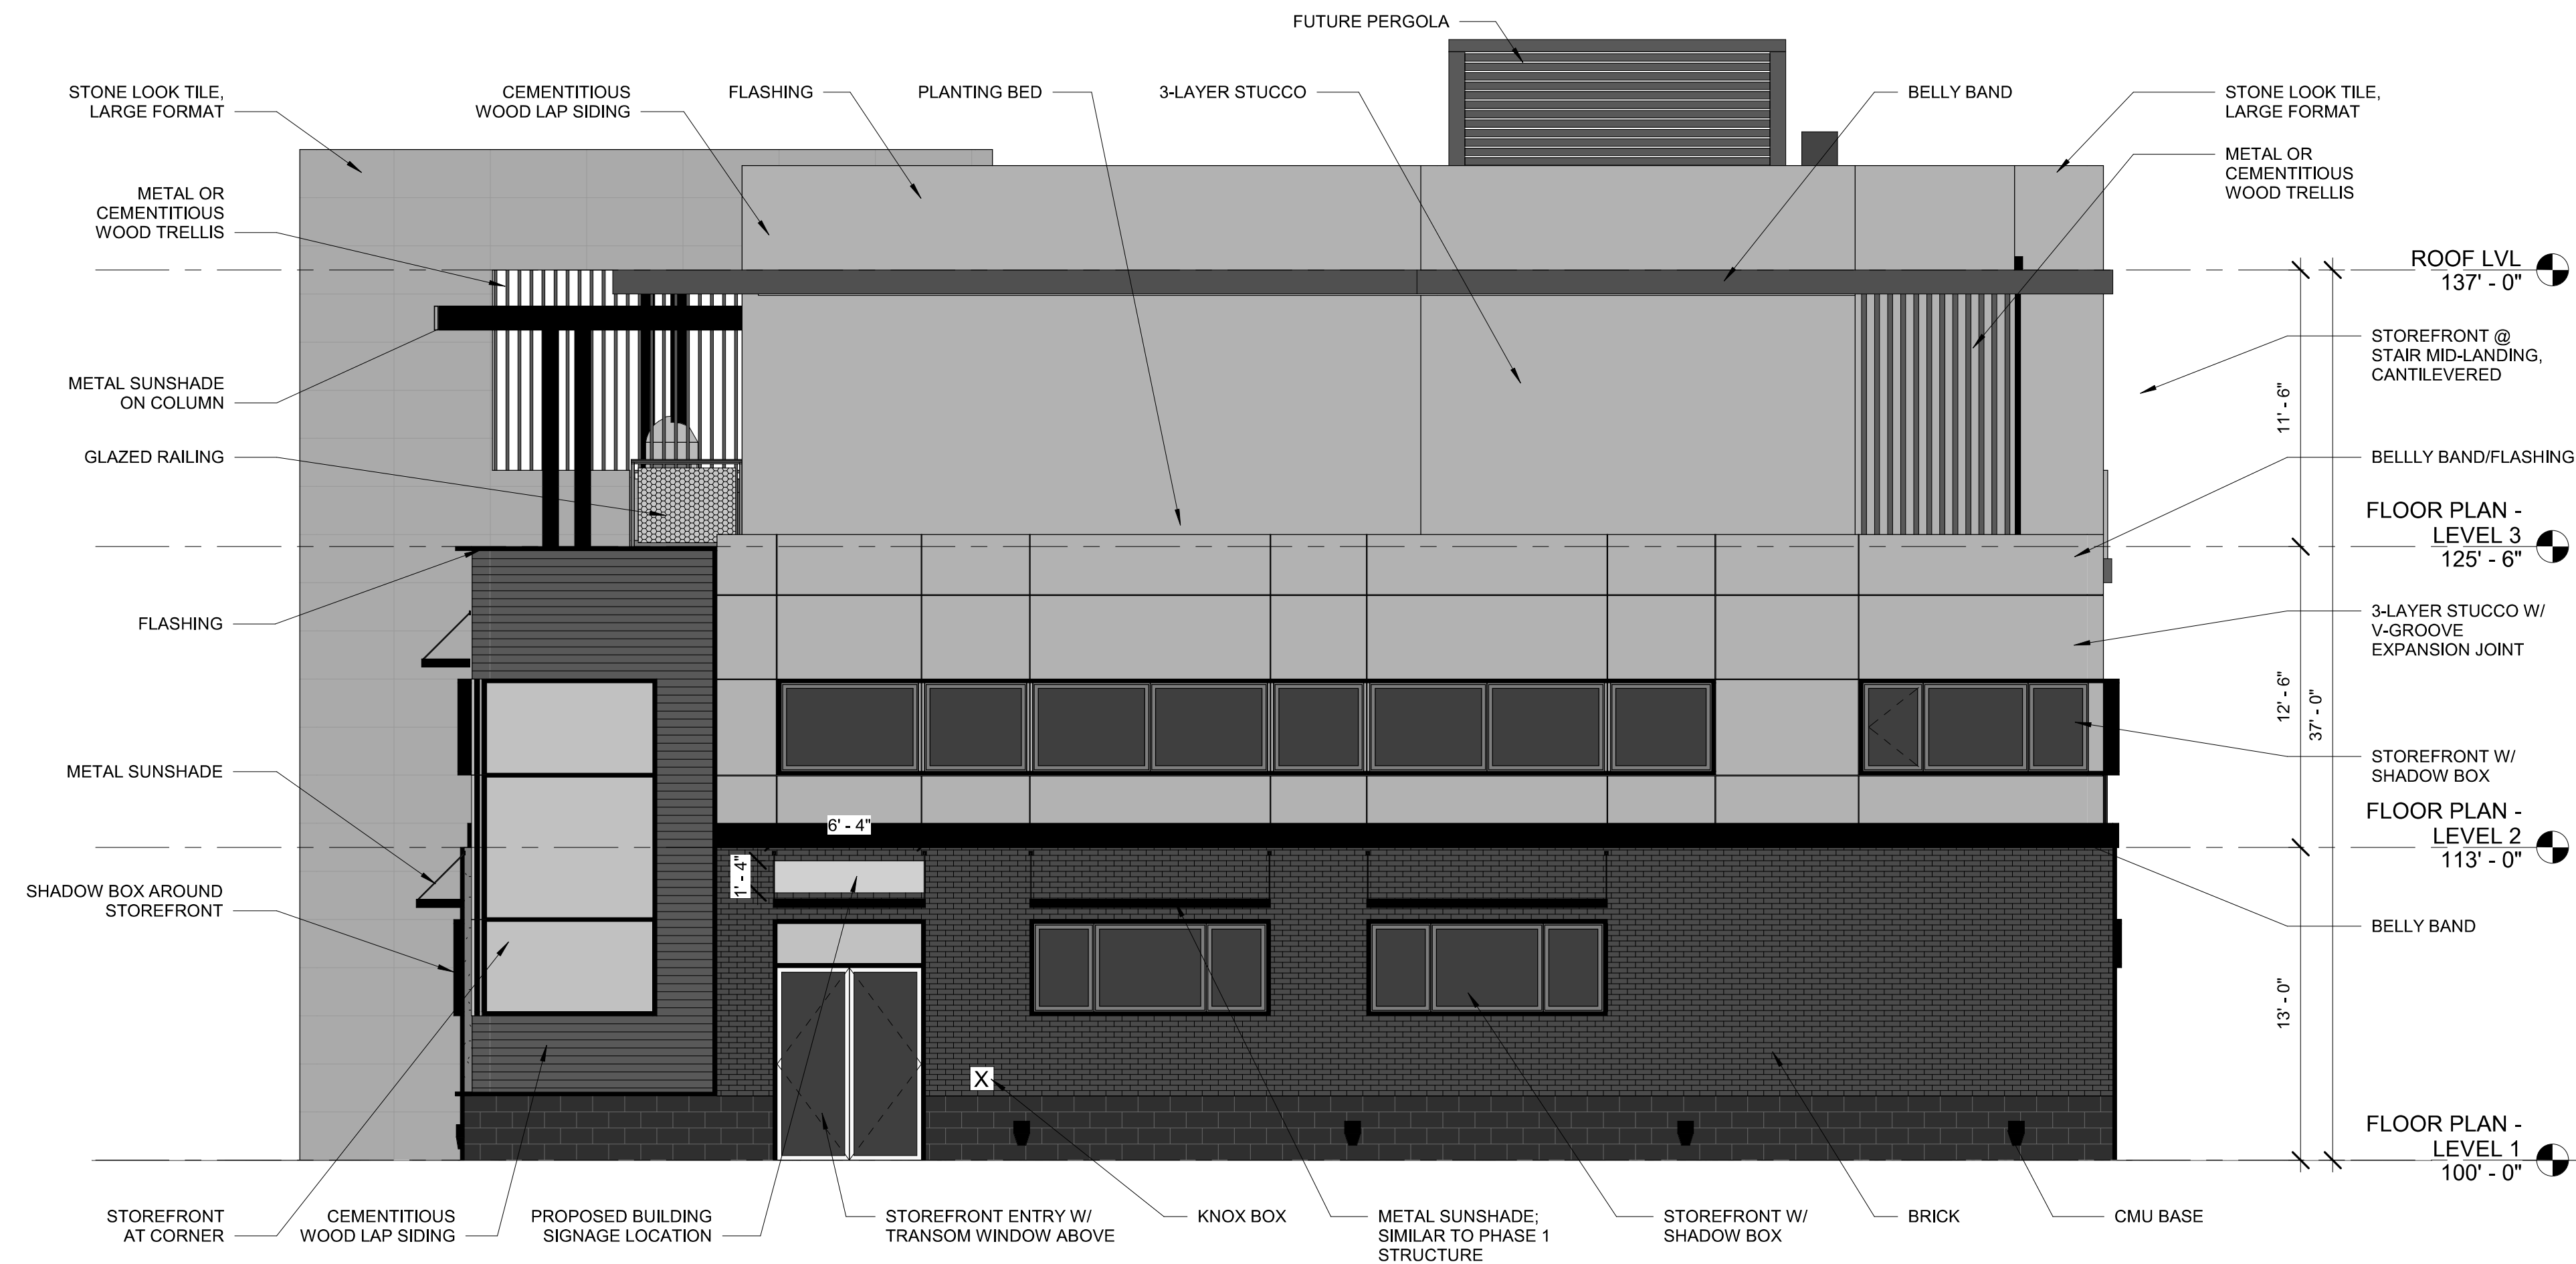 FUTURE PERGOLA
STONE LOOK TILE,
LARGE FORMAT
CEMENTITIOUS
WOOD LAP SIDING
FLASHING
PLANTING BED
3-LAYER STUCCO
BELLY BAND
STONE LOOK TILE,
LARGE FORMAT
METAL OR
CEMENTITIOUS
WOOD TRELLIS
METAL OR
CEMENTITIOUS
WOOD TRELLIS
ROOF LVL
137' - 0"
METAL SUNSHADE
ON COLUMN
STOREFRONT @
STAIR MID-LANDING,
CANTILEVERED
11' - 6"
GLAZED RAILING
BELLLY BAND/FLASHING
FLOOR PLAN -
LEVEL 3
125' - 6"
FLASHING
3-LAYER STUCCO W/
V-GROOVE
EXPANSION JOINT
12' - 6"
37' - 0"
METAL SUNSHADE
STOREFRONT W/
SHADOW BOX
6' - 4"
1' - 4"
FLOOR PLAN -
LEVEL 2
113' - 0"
SHADOW BOX AROUND
STOREFRONT
BELLY BAND
13' - 0"
X
FLOOR PLAN -
LEVEL 1
100' - 0"
STOREFRONT
AT CORNER
CEMENTITIOUS
WOOD LAP SIDING
PROPOSED BUILDING
SIGNAGE LOCATION
STOREFRONT ENTRY W/
TRANSOM WINDOW ABOVE
KNOX BOX
METAL SUNSHADE;
SIMILAR TO PHASE 1
STRUCTURE
STOREFRONT W/
SHADOW BOX
BRICK
CMU BASE